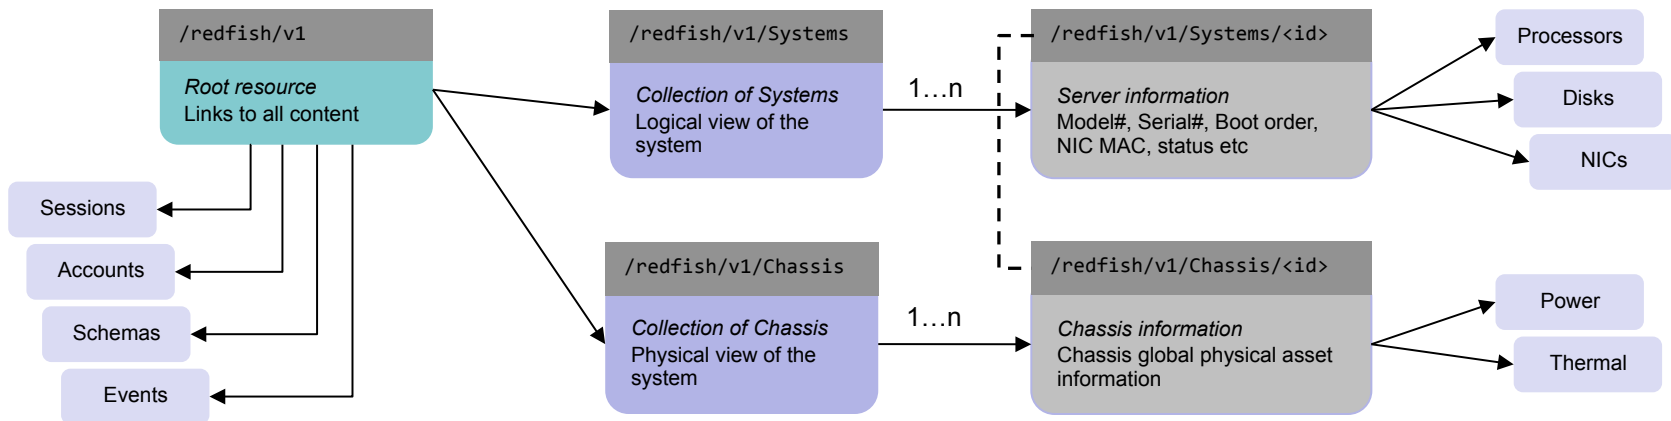 /redfish/v1
Root resource
Links to all content
Sessions
Accounts
Schemas
Events
/redfish/v1/Systems
Collection of Systems
Logical view of the
system
1...n
/redfish/v1/Systems/<id>
Server information
Model#, Serial#, Boot order,
NIC MAC, status etc
Processors
Disks
NICs
/redfish/v1/Chassis
Collection of Chassis
Physical view of the
system
1...n
/redfish/v1/Chassis/<id>
Chassis information
Chassis global physical asset
information
Power
Thermal